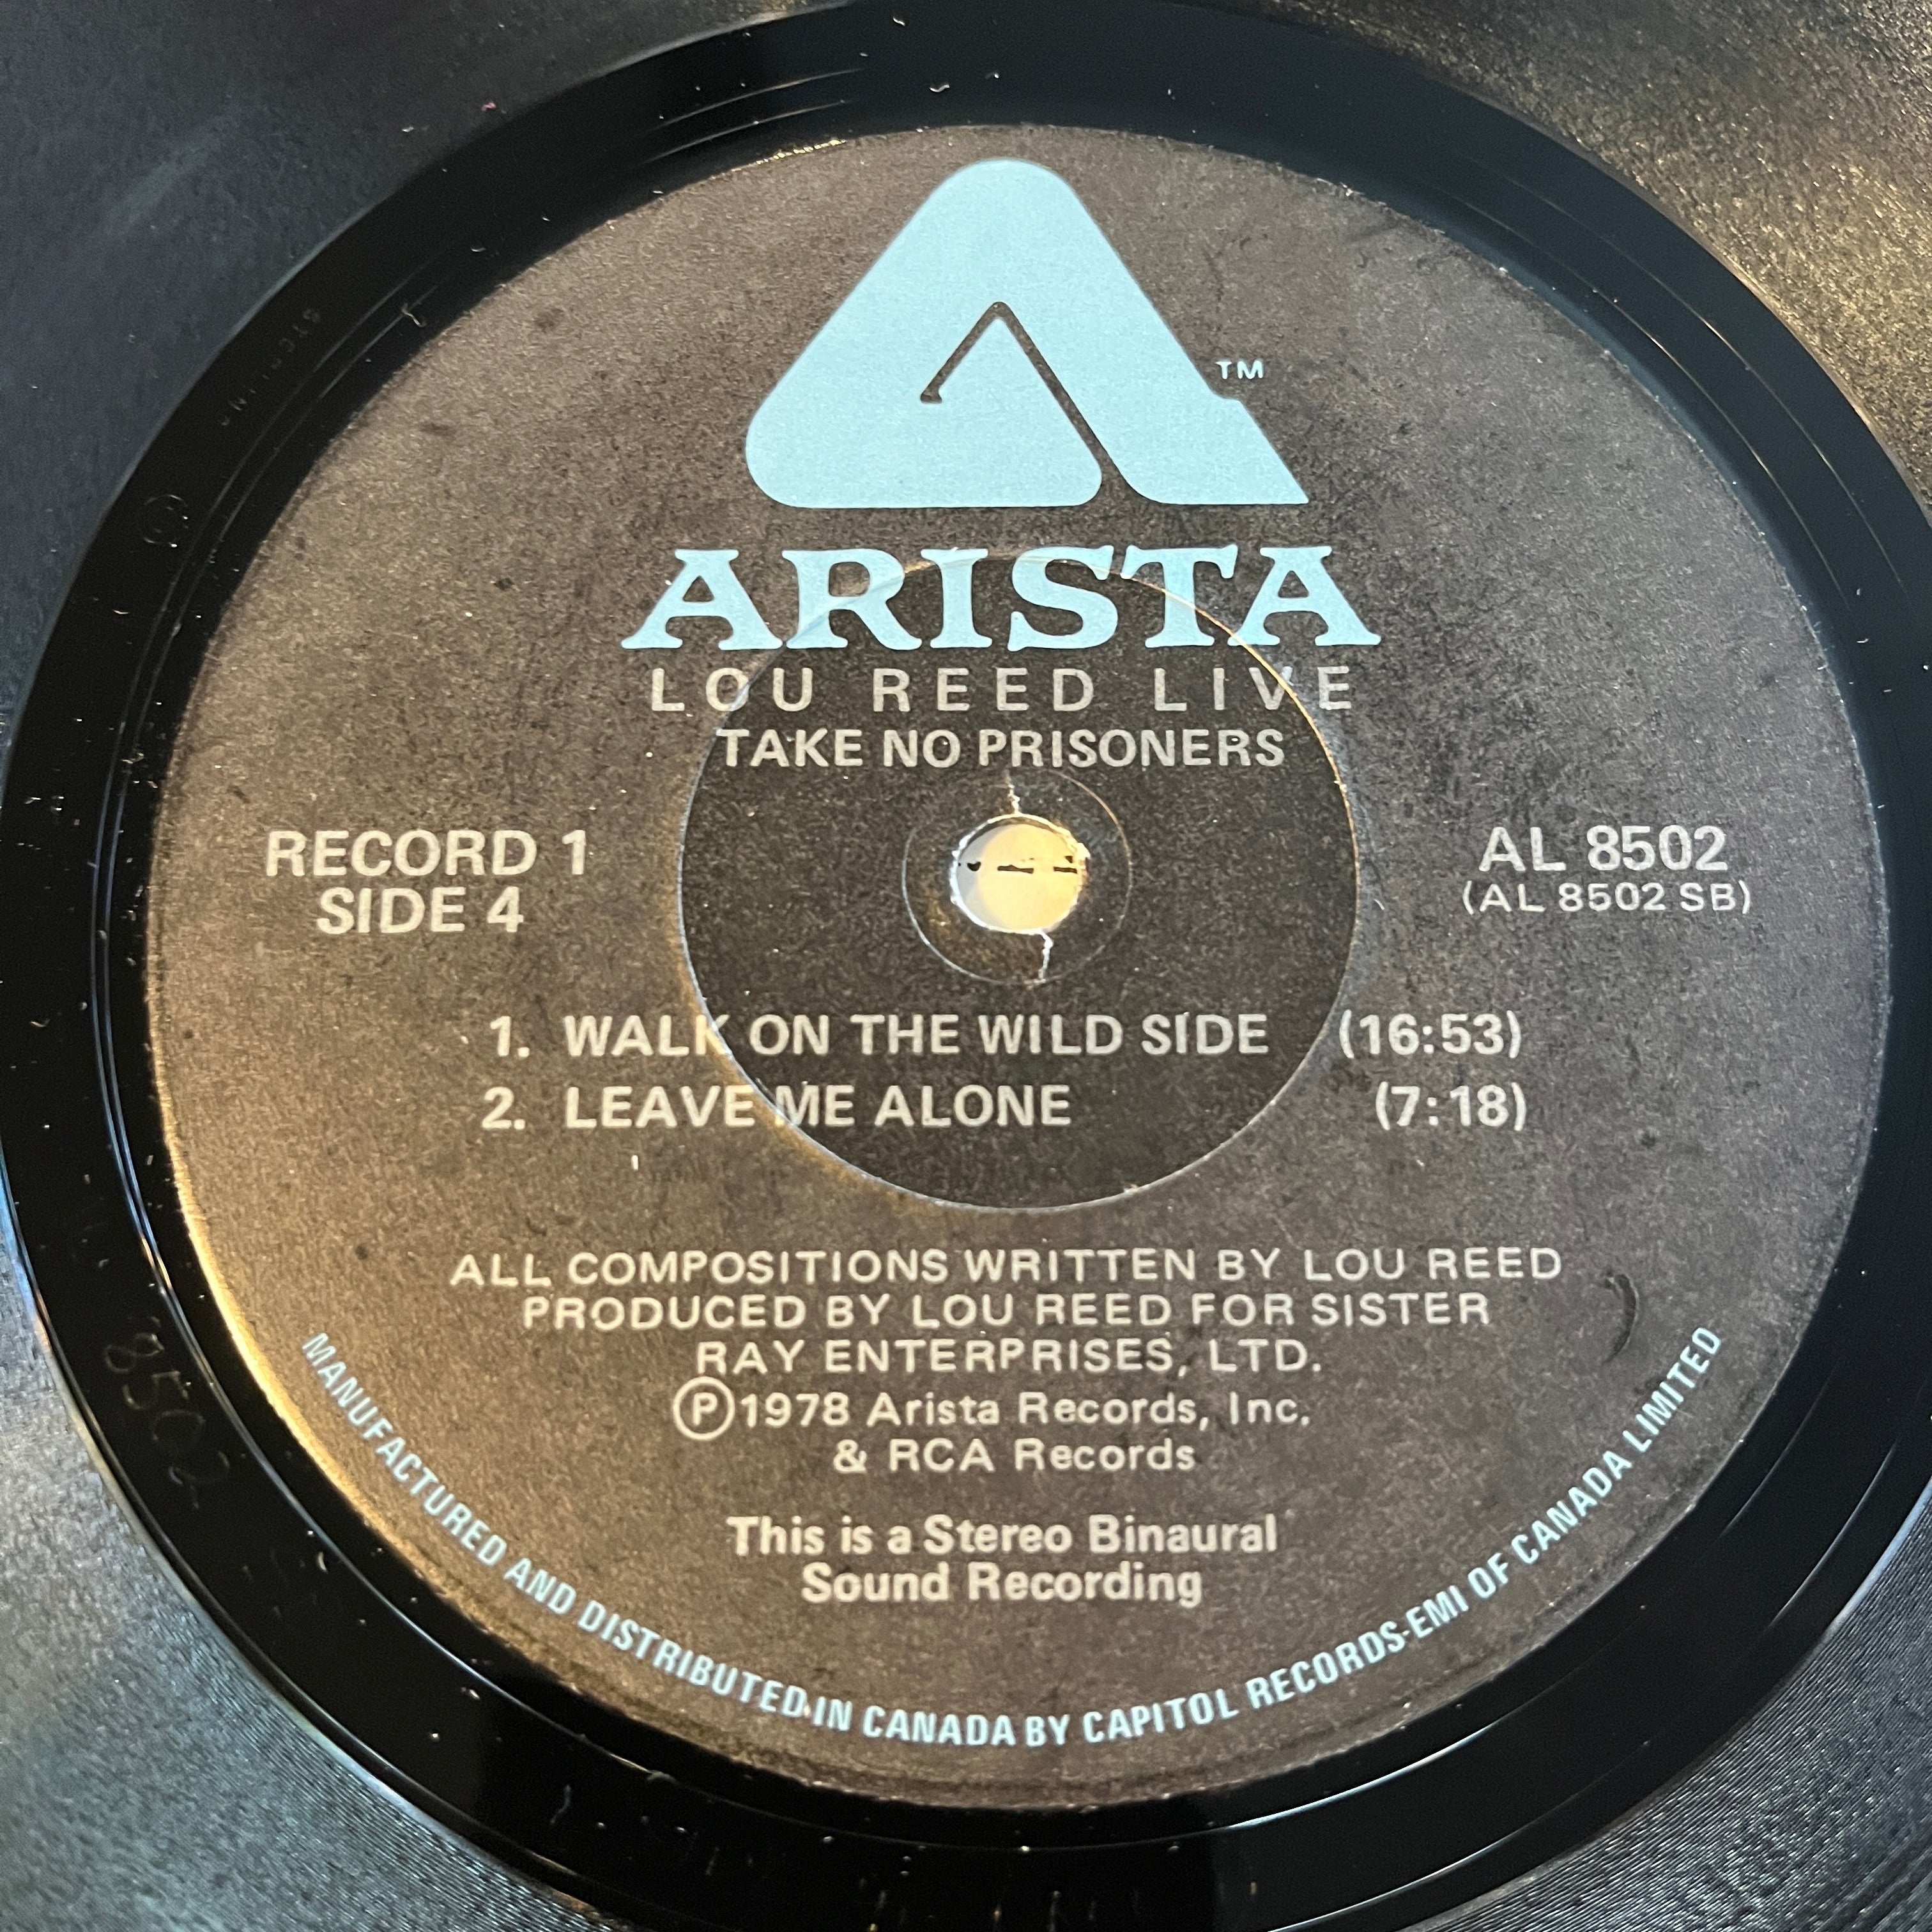 TM
ARISTA
LOU REED LIVE
TAKE NO PRISONERS
RECORD 1
SIDE 4
AL 8502
(AL 8502 SB)
1. WALK ON THE WILD SIDE (16:53)
2. LEAVE ME ALONE (7:18)
ALL COMPOSITIONS WRITTEN BY LOU REED
PRODUCED BY LOU REED FOR SISTER
RAY ENTERPRISES, LTD.
Ⓟ1978 Arista Records, Inc.
& RCA Records
This is a Stereo Binaural
Sound Recording
MANUFACTURED AND DISTRIBUTED IN CANADA BY CAPITOL RECORDS-EMI OF CANADA LIMITED
STERLING
8502